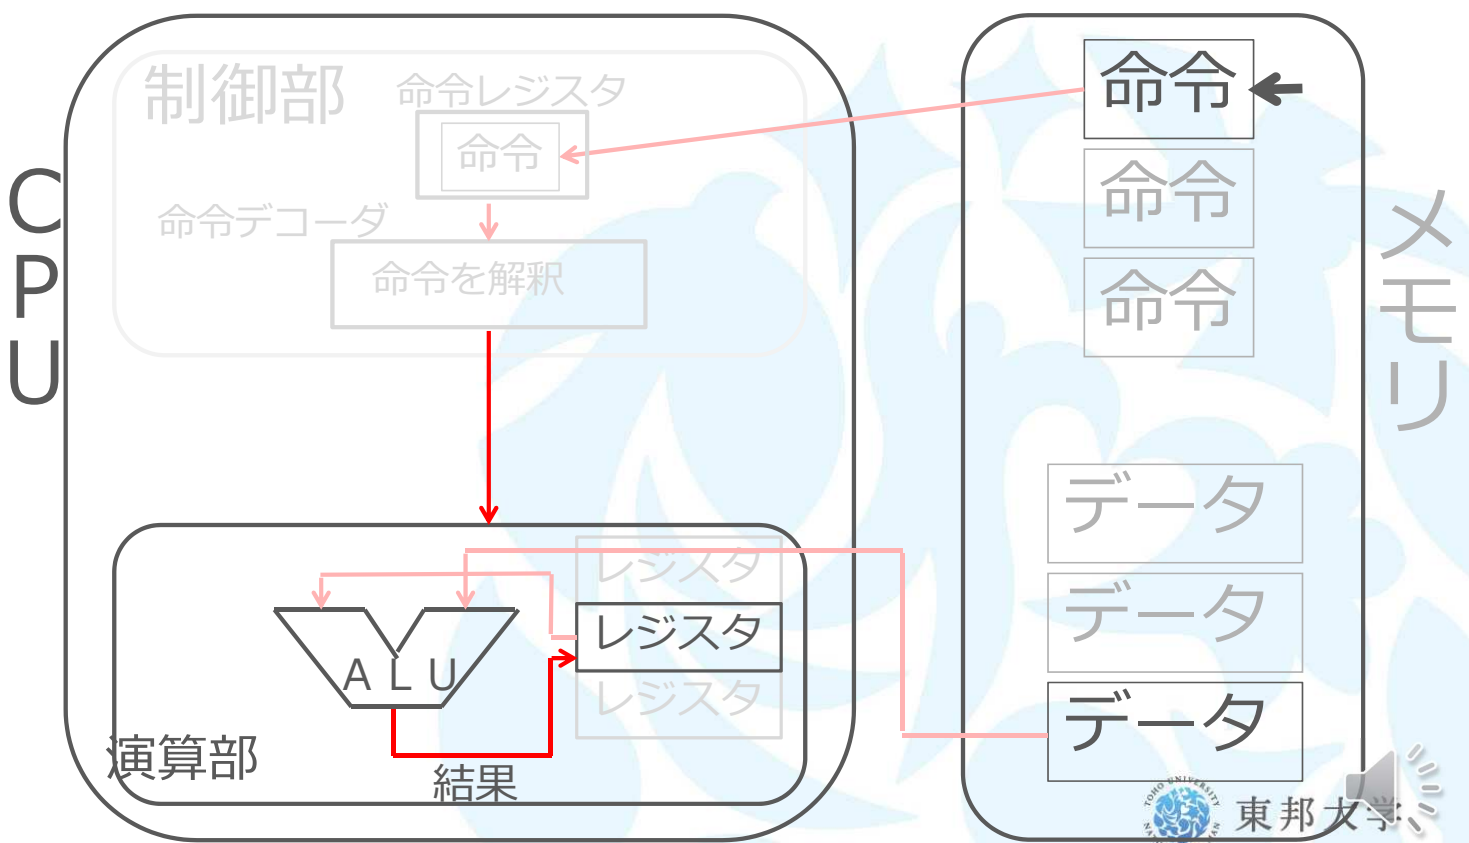 CPU
制御部
命令レジスタ
命令
命令デコーダ
命令を解釈
演算部
ALU
結果
レジスタ
レジスタ
レジスタ
メモリ
命令
命令
命令
データ
データ
データ
東邦大学